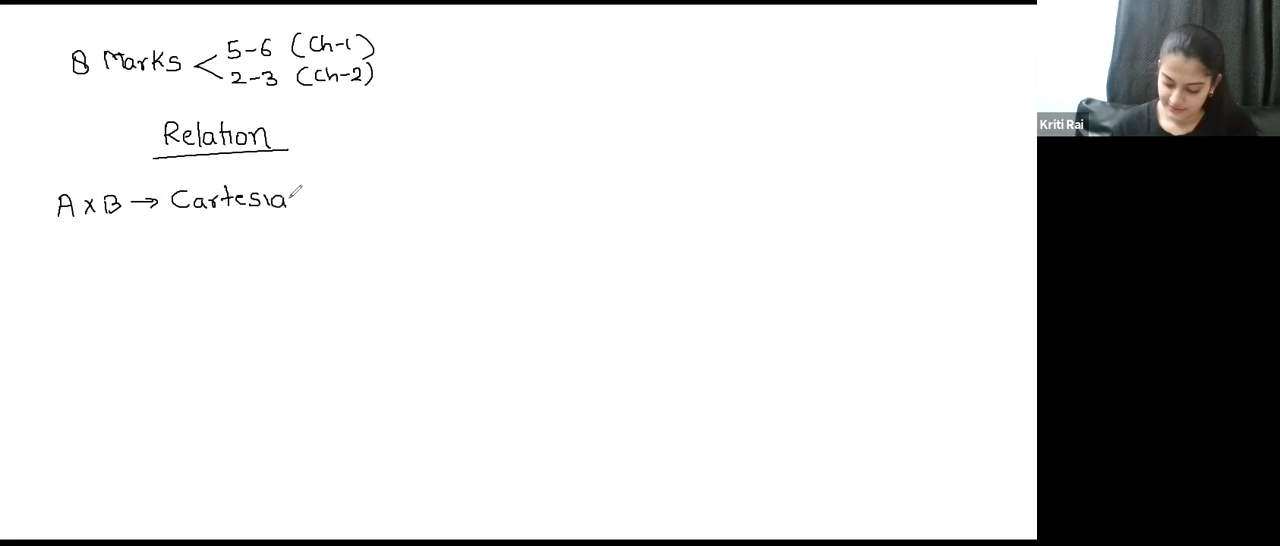 8 Marks < 5-6 (Ch-1)
2-3 (Ch-2)
Relation
A × B → Cartesia
Kriti Rai